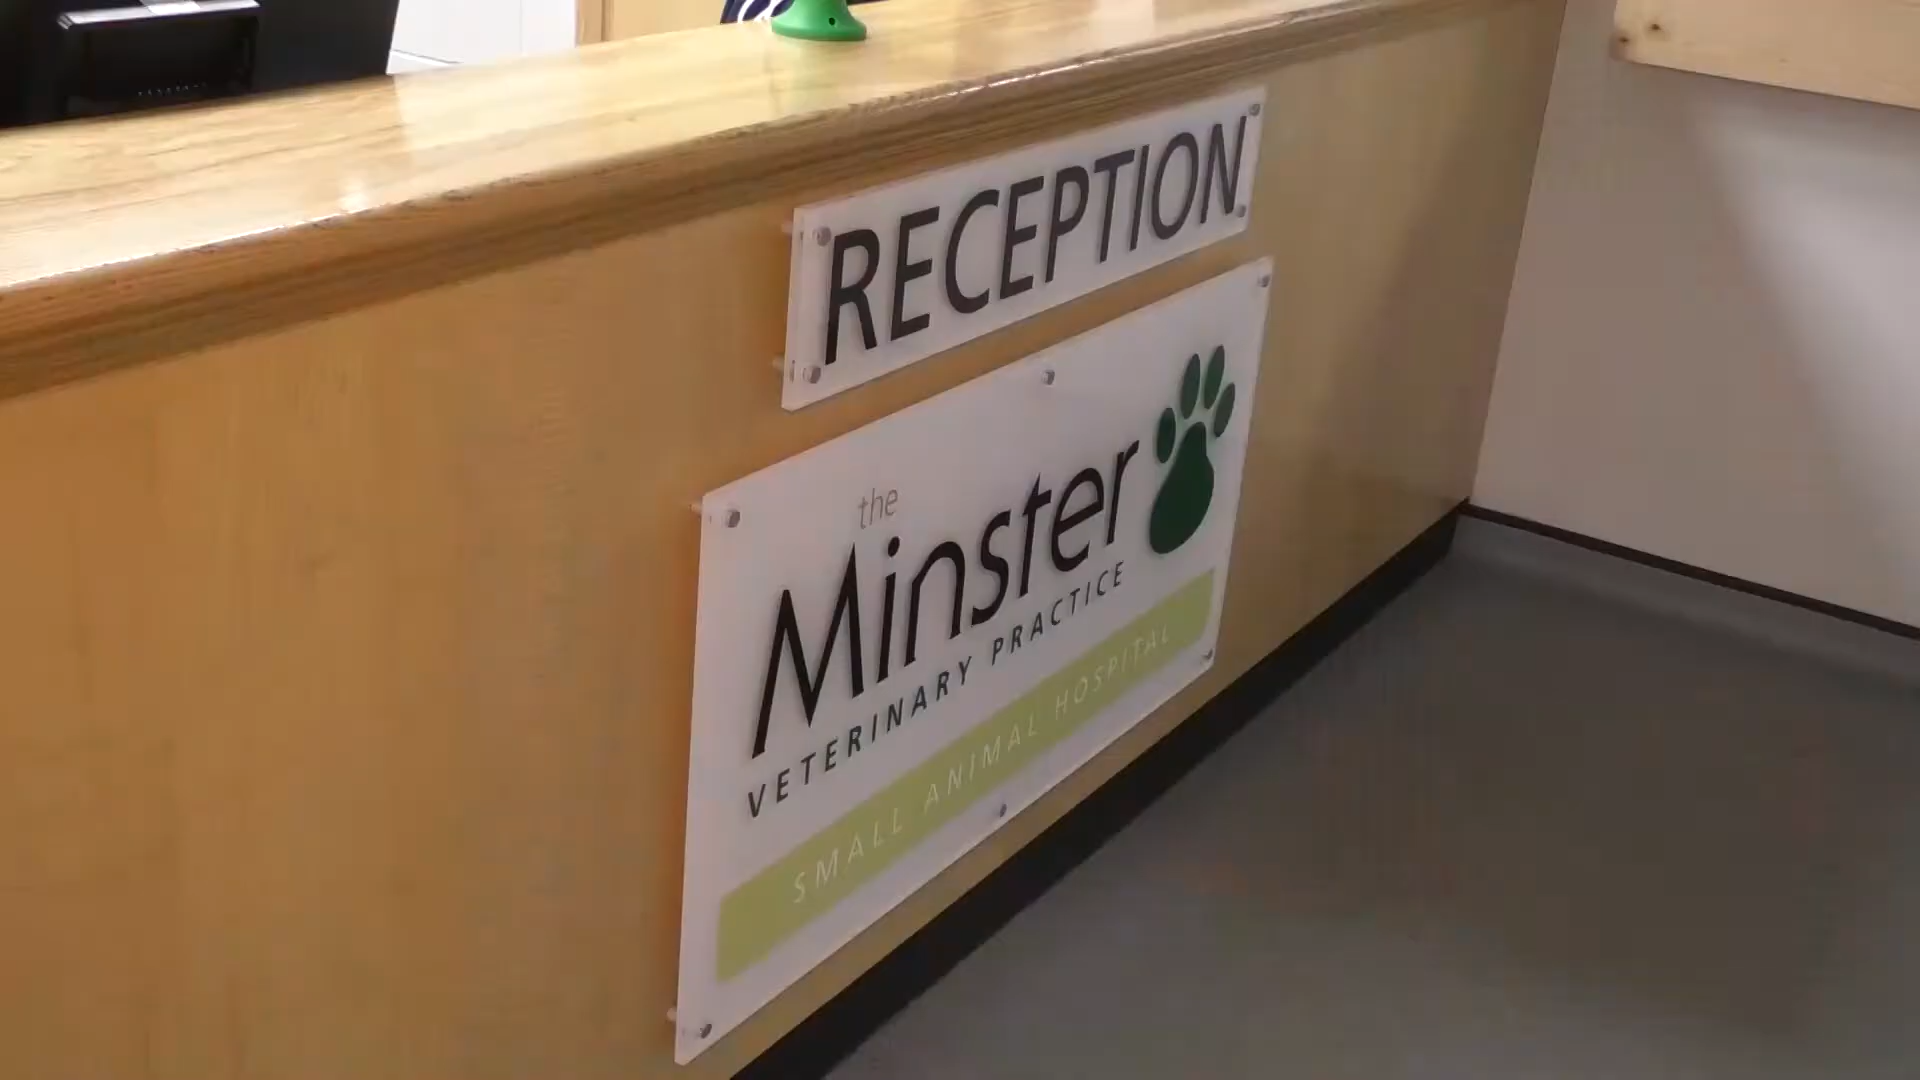 RECEPTION
the
Minster
VETERINARY PRACTICE
SMALL ANIMAL HOSPITAL